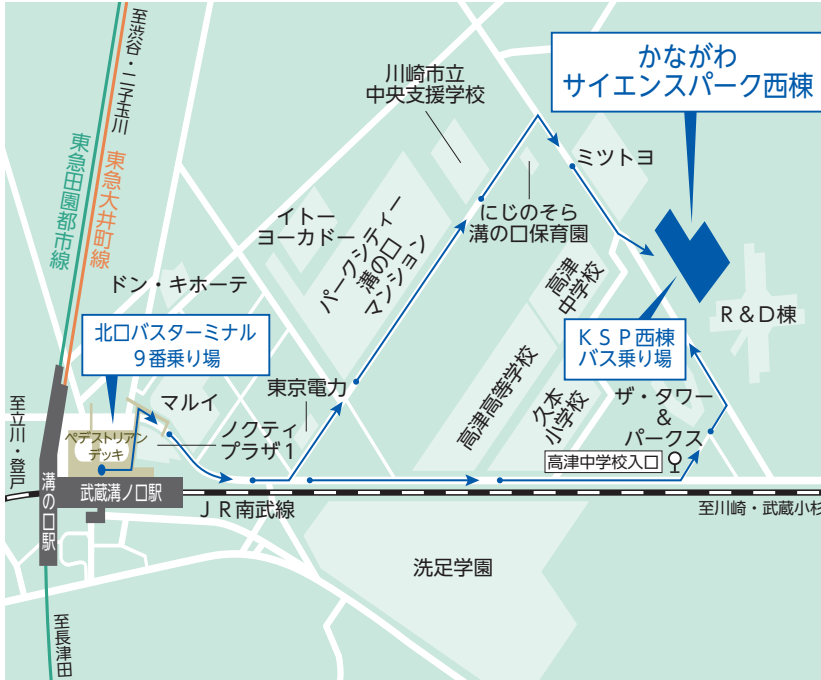 至渋谷・二子玉川
東急田園都市線
東急大井町線
川崎市立
中央支援学校
かながわ
サイエンスパーク西棟
ミツトヨ
にじのそら
溝の口保育園
イトー
ヨーカドー
パークシティー
溝の口
マンション
ドン・キホーテ
高津
中学校
R&D棟
北口バスターミナル
9番乗り場
KSP西棟
バス乗り場
東京電力
高津高等学校
久本
小学校
ザ・タワー
&
パークス
マルイ
ノクティ
プラザ1
至立川・登戸
ペデストリアン
デッキ
高津中学校入口
溝の口駅
武蔵溝ノ口駅
JR南武線
至川崎・武蔵小杉
洗足学園
至長津田